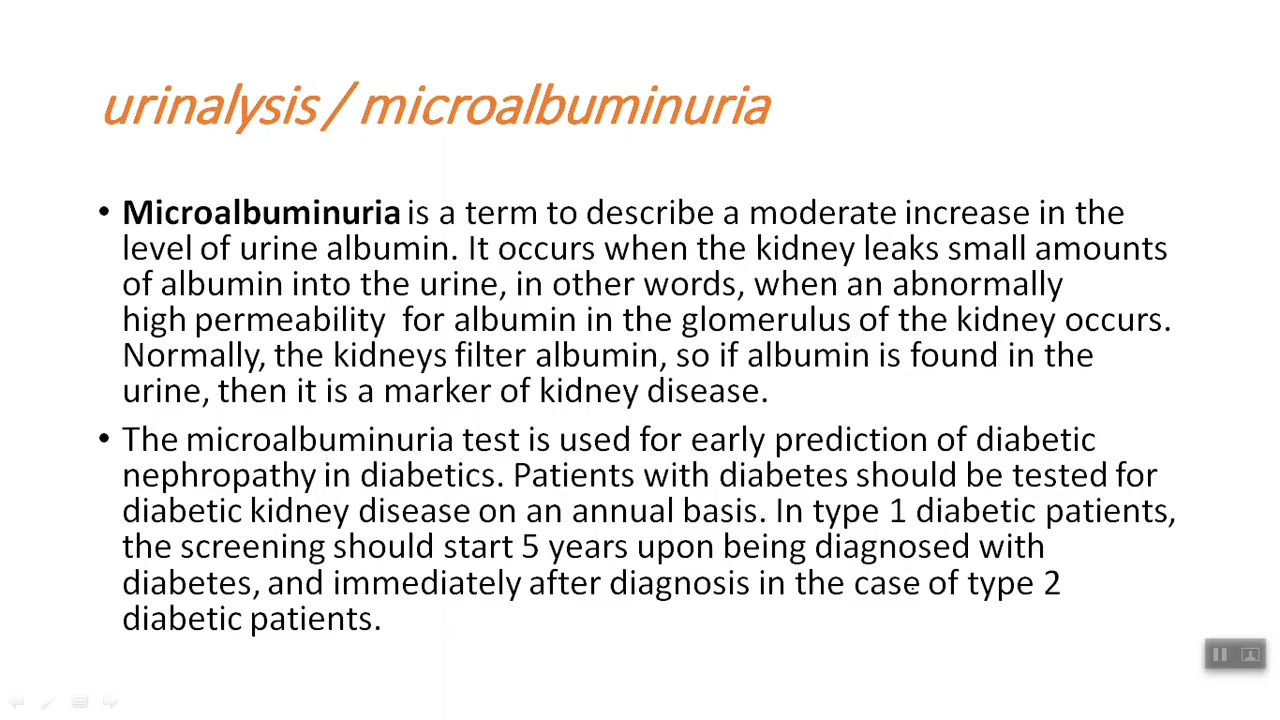 urinalysis / microalbuminuria
• Microalbuminuria is a term to describe a moderate increase in the
level of urine albumin. It occurs when the kidney leaks small amounts
of albumin into the urine, in other words, when an abnormally
high permeability for albumin in the glomerulus of the kidney occurs.
Normally, the kidneys filter albumin, so if albumin is found in the
urine, then it is a marker of kidney disease.
• The microalbuminuria test is used for early prediction of diabetic
nephropathy in diabetics. Patients with diabetes should be tested for
diabetic kidney disease on an annual basis. In type 1 diabetic patients,
the screening should start 5 years upon being diagnosed with
diabetes, and immediately after diagnosis in the case of type 2
diabetic patients.